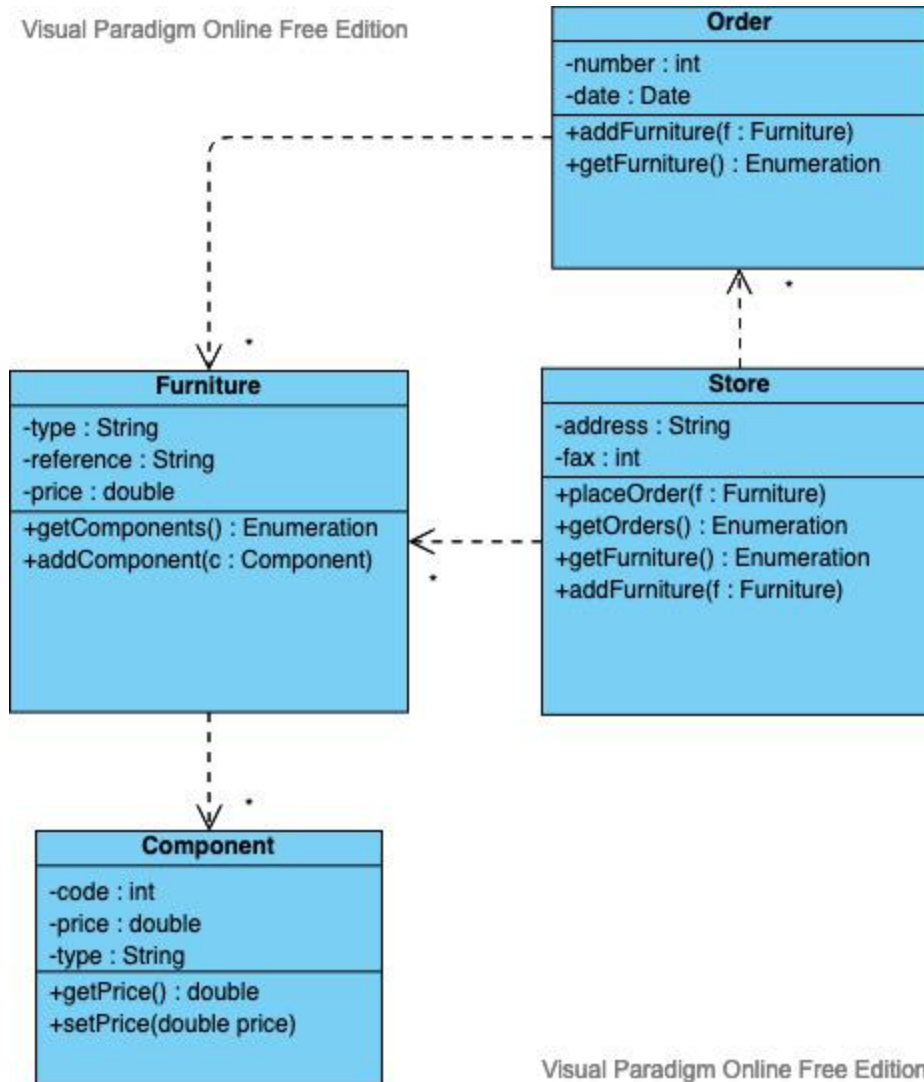 Visual Paradigm Online Free Edition
Order
-number : int
-date : Date
+addFurniture(f : Furniture)
+getFurniture() : Enumeration
*
*
Furniture
-type : String
-reference : String
-price : double
+getComponents() : Enumeration
+addComponent(c : Component)
Store
-address : String
-fax : int
+placeOrder(f : Furniture)
+getOrders() : Enumeration
+getFurniture() : Enumeration
+addFurniture(f : Furniture)
*
*
Component
-code : int
-price : double
-type : String
+getPrice() : double
+setPrice(double price)
Visual Paradigm Online Free Edition